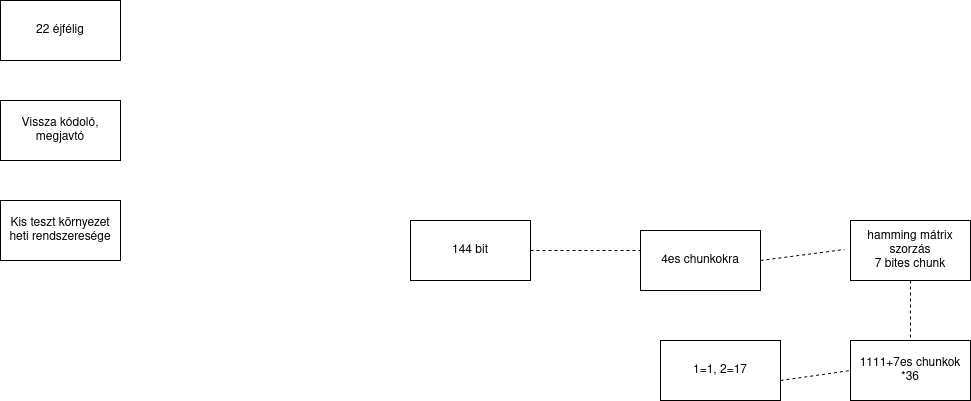 22 éjfélig
Vissza kódoló,
megjavtó
Kis teszt környezet
heti rendszeresége
144 bit
4es chunkokra
hamming mátrix
szorzás
7 bites chunk
1=1, 2=17
1111+7es chunkok
*36